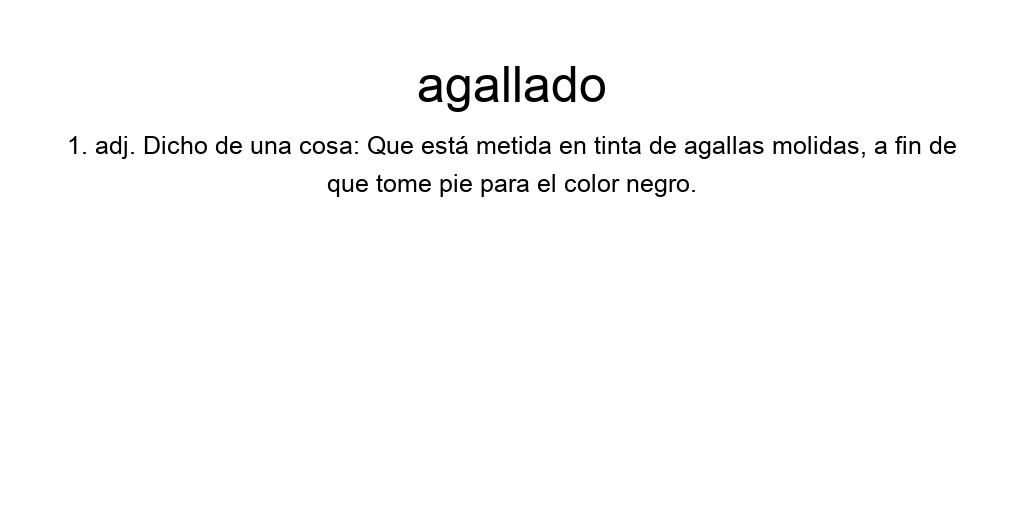 agallado
1. adj. Dicho de una cosa: Que está metida en tinta de agallas molidas, a fin de
que tome pie para el color negro.